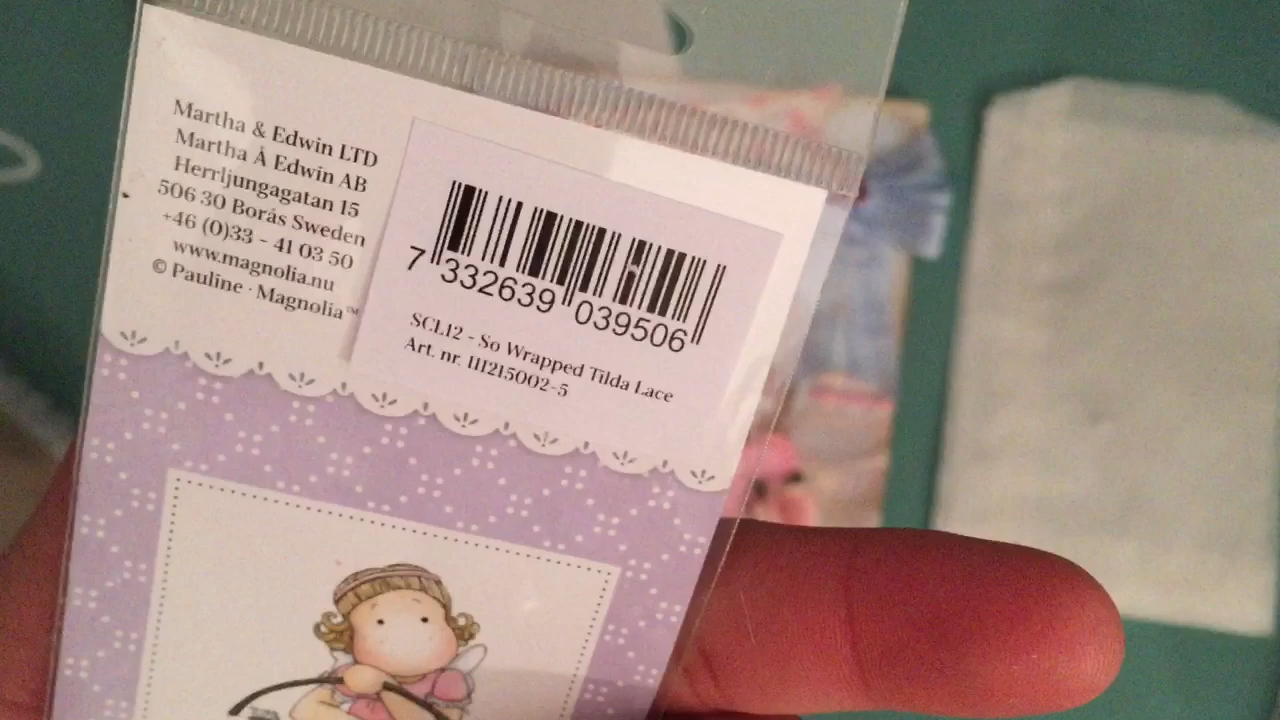 Martha & Edwin LTD
Martha Å Edwin AB
Herrljungagatan 15
506 30 Borås Sweden
+46 (0)33 - 41 03 50
www.magnolia.nu
© Pauline · Magnolia™
7 332639 039506
SCL12 - So Wrapped Tilda Lace
Art. nr. 111215002-5